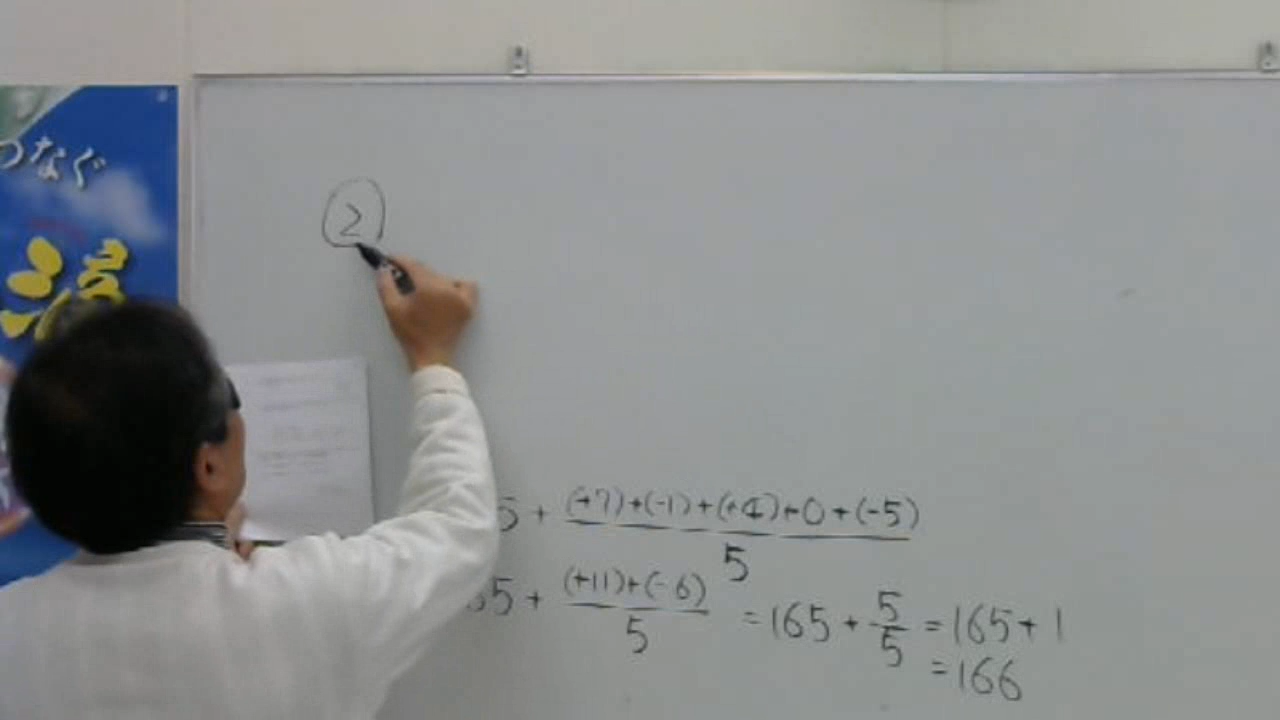 つなぐ
②
5 + (+7)+(-1)+(+4)+0+(-5)
5
65 + (+11)+(-6) = 165 + 5/5 = 165 + 1
5
= 166